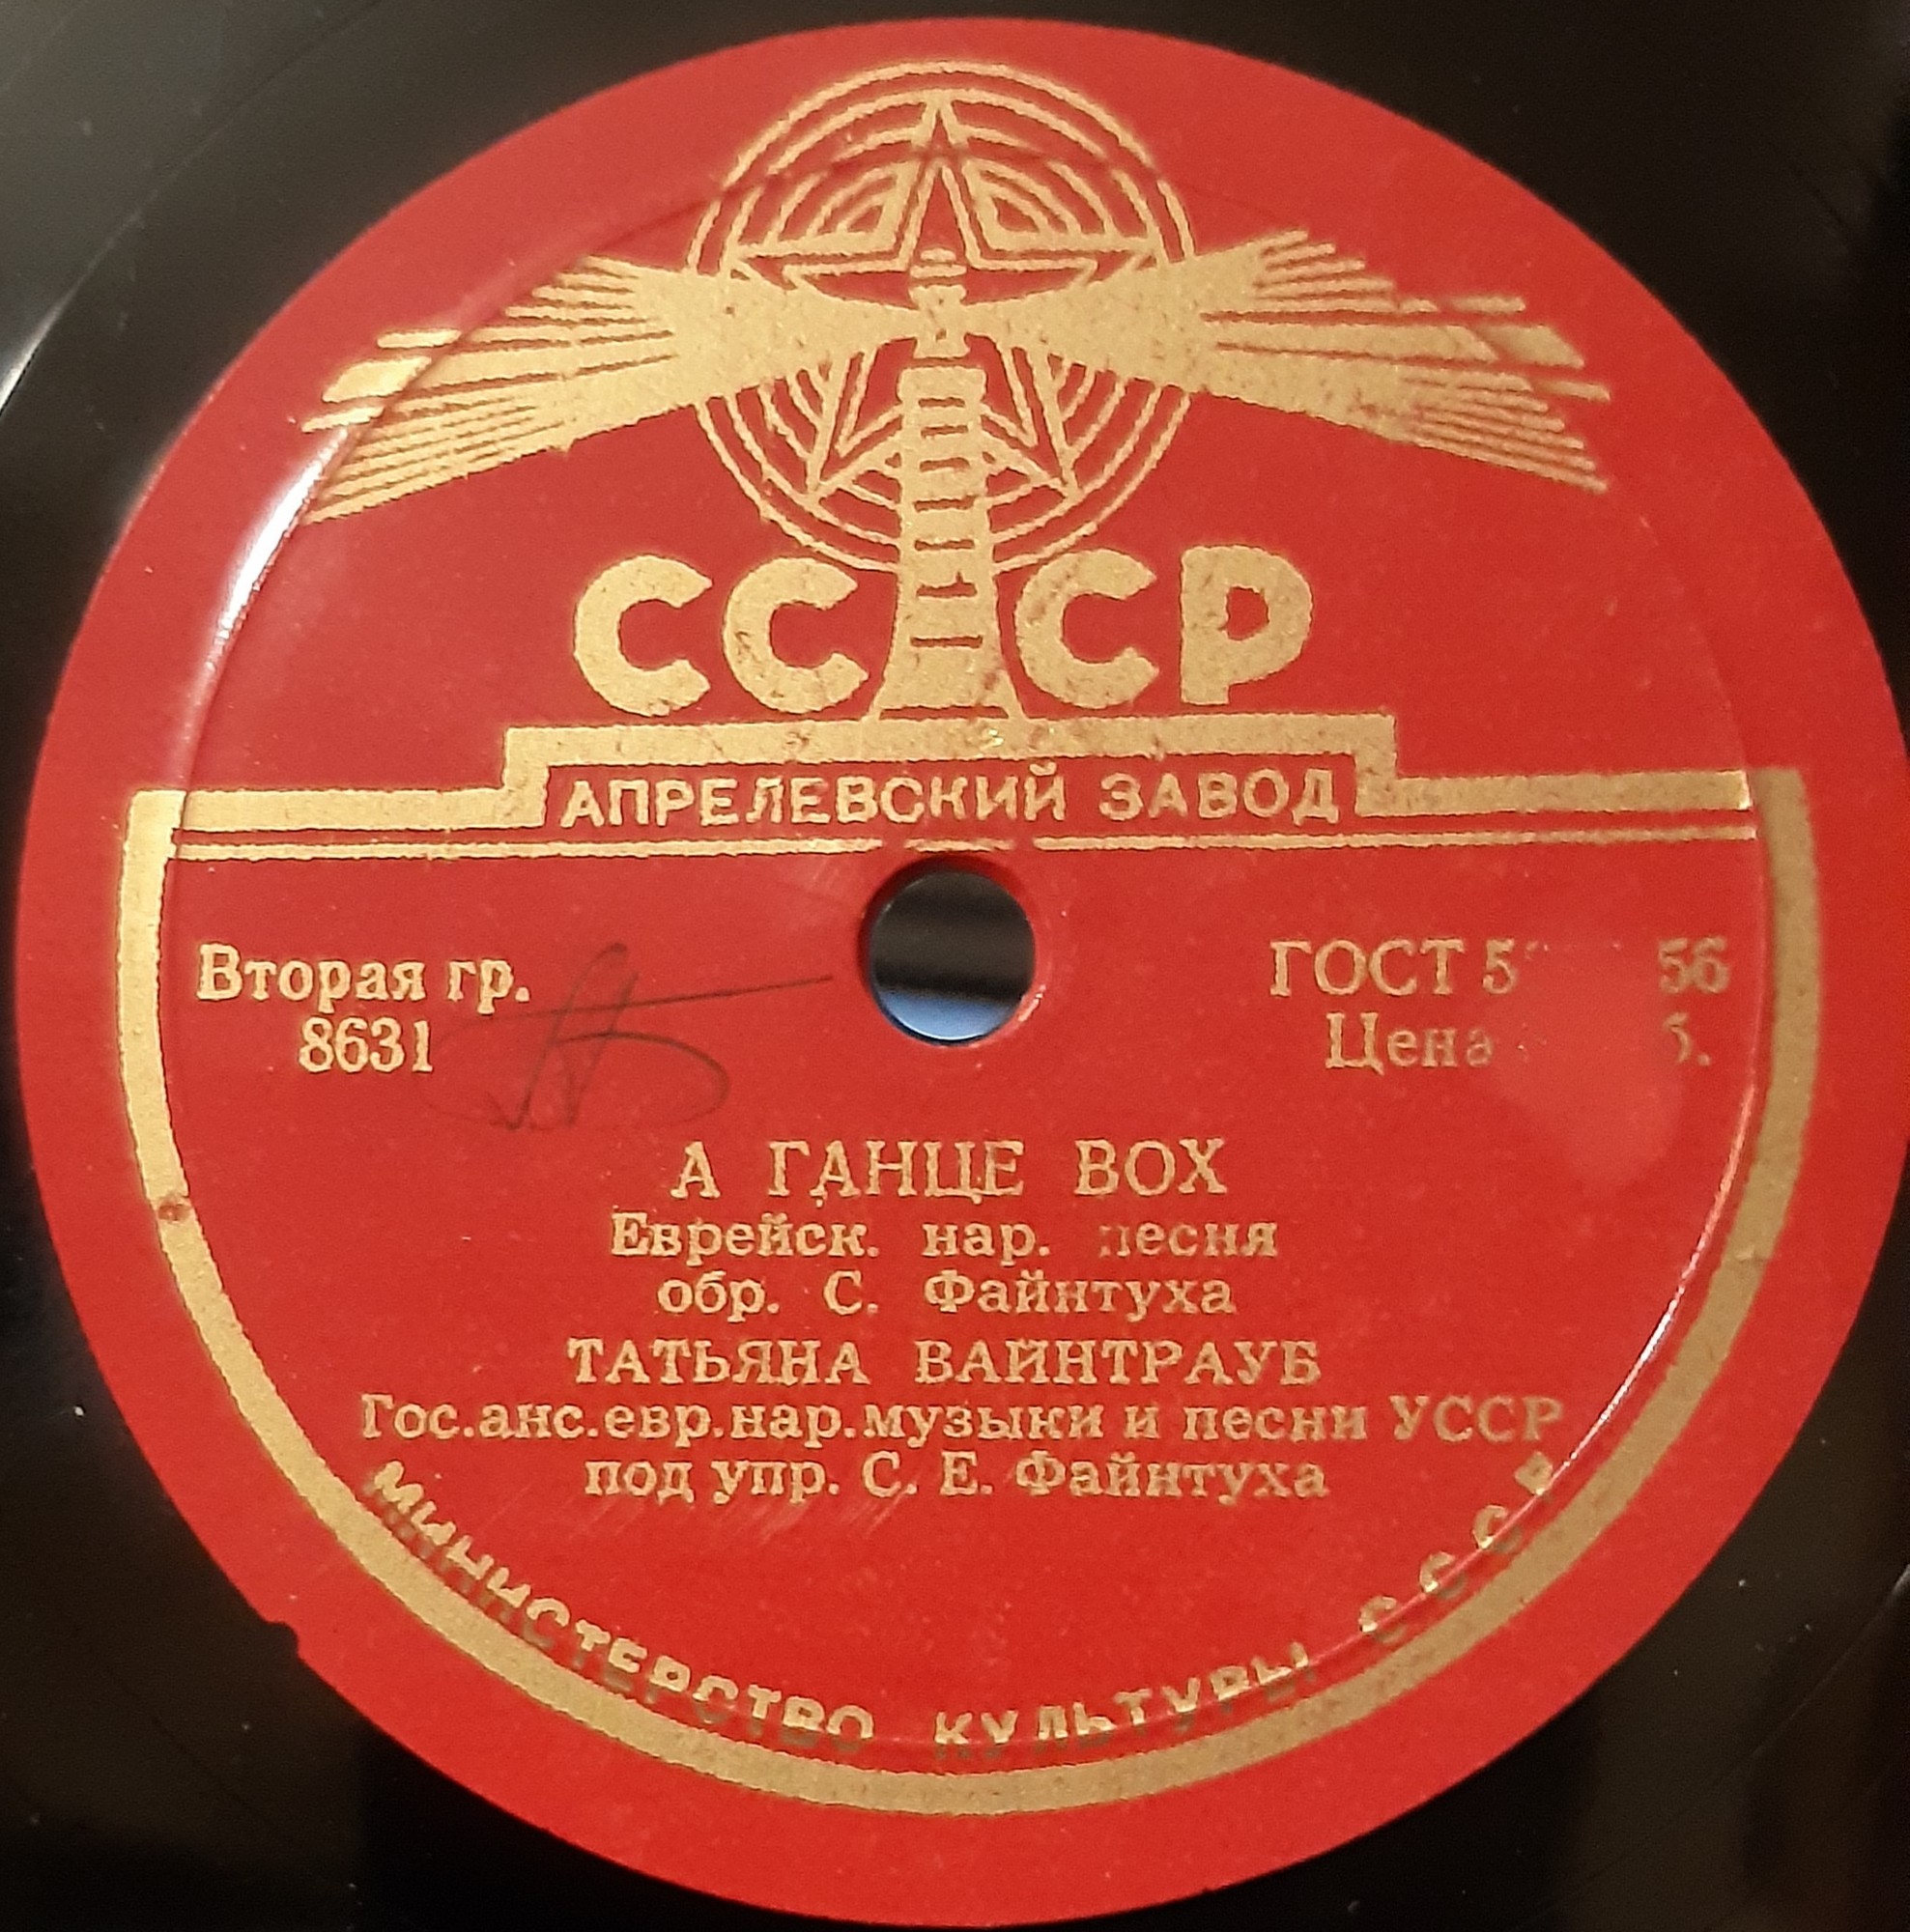 СССР
АПРЕЛЕВСКИЙ ЗАВОД
Вторая гр.
8631
ГОСТ
Цена
А ГАНЦЕ ВОХ
Еврейск. нар. песня
обр. С. Файнтуха
ТАТЬЯНА ВАЙНТРАУБ
Гос.анс.евр.нар.музыки и песни УССР
под упр. С. Е. Файнтуха
МИНИСТЕРСТВО КУЛЬТУРЫ СССР